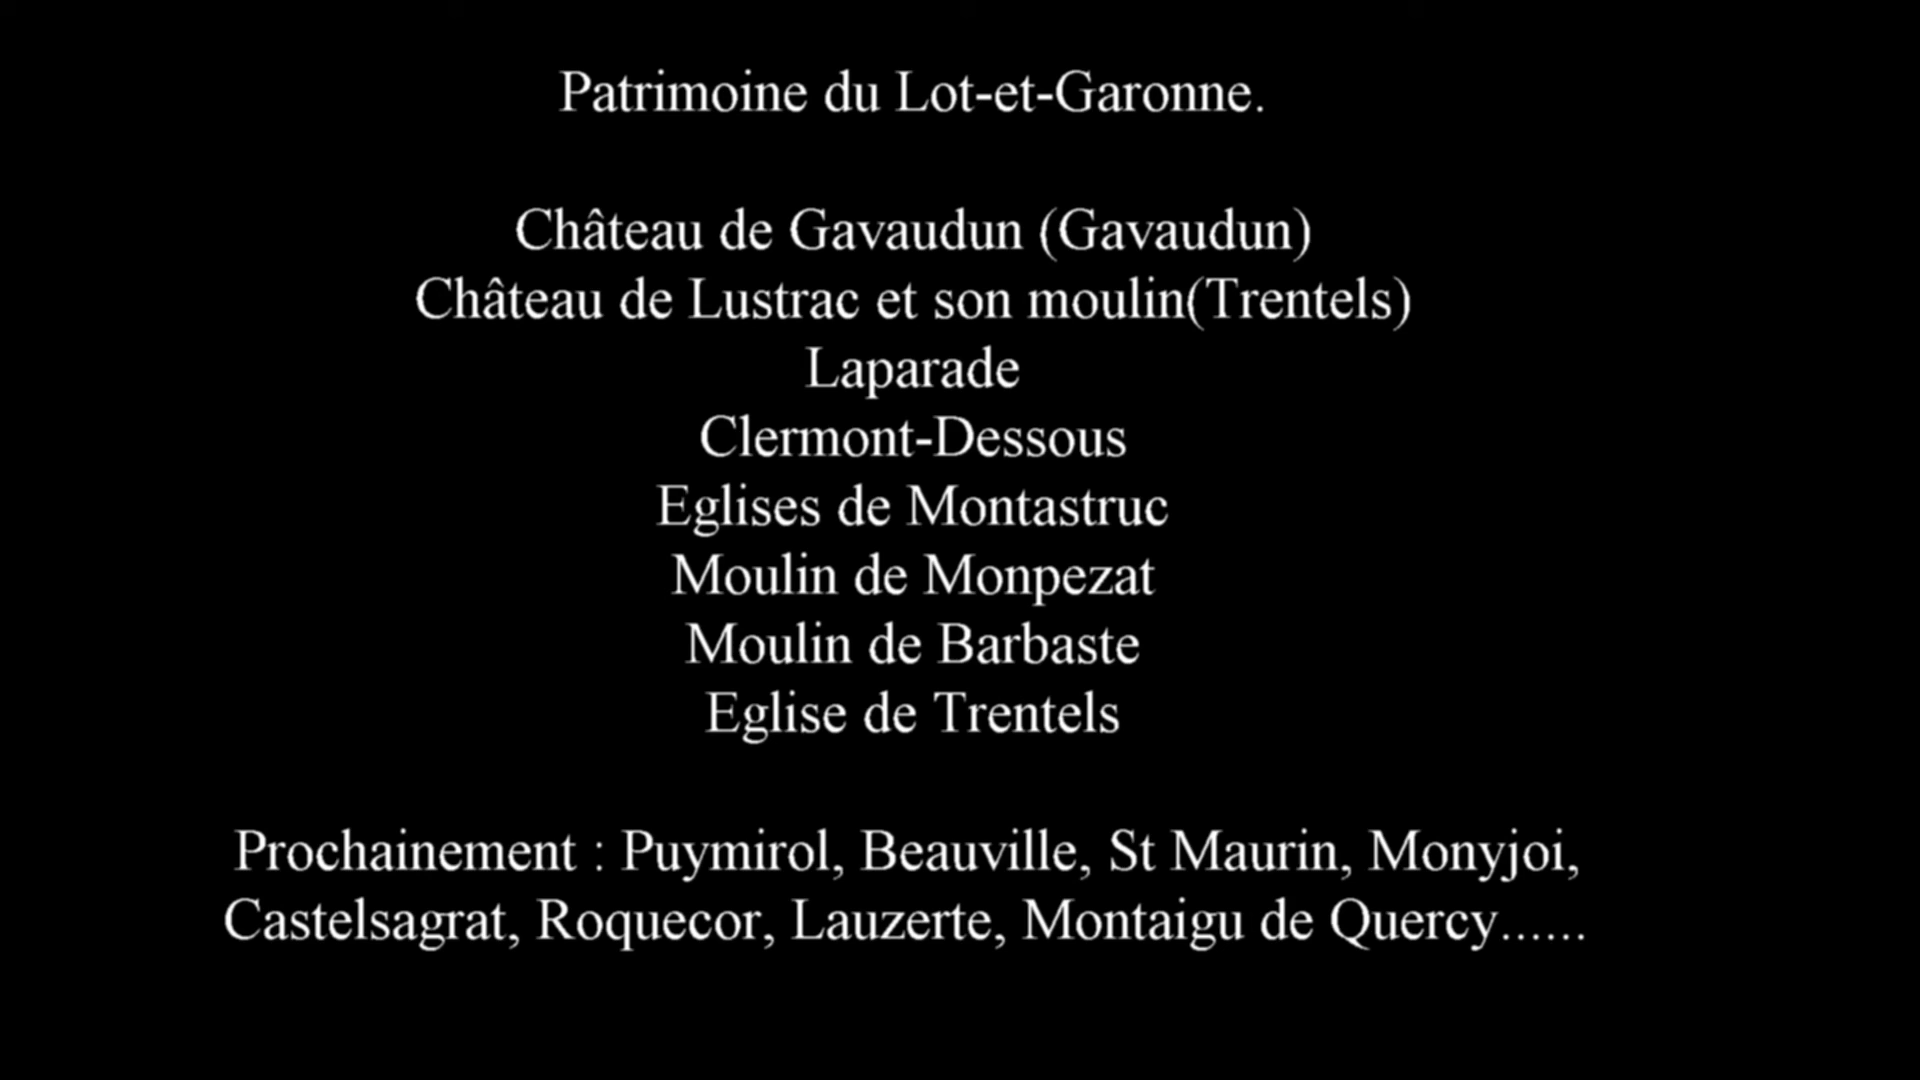 Patrimoine du Lot-et-Garonne.
Château de Gavaudun (Gavaudun)
Château de Lustrac et son moulin(Trentels)
Laparade
Clermont-Dessous
Eglises de Montastruc
Moulin de Monpezat
Moulin de Barbaste
Eglise de Trentels
Prochainement : Puymirol, Beauville, St Maurin, Monyjoi,
Castelsagrat, Roquecor, Lauzerte, Montaigu de Quercy......